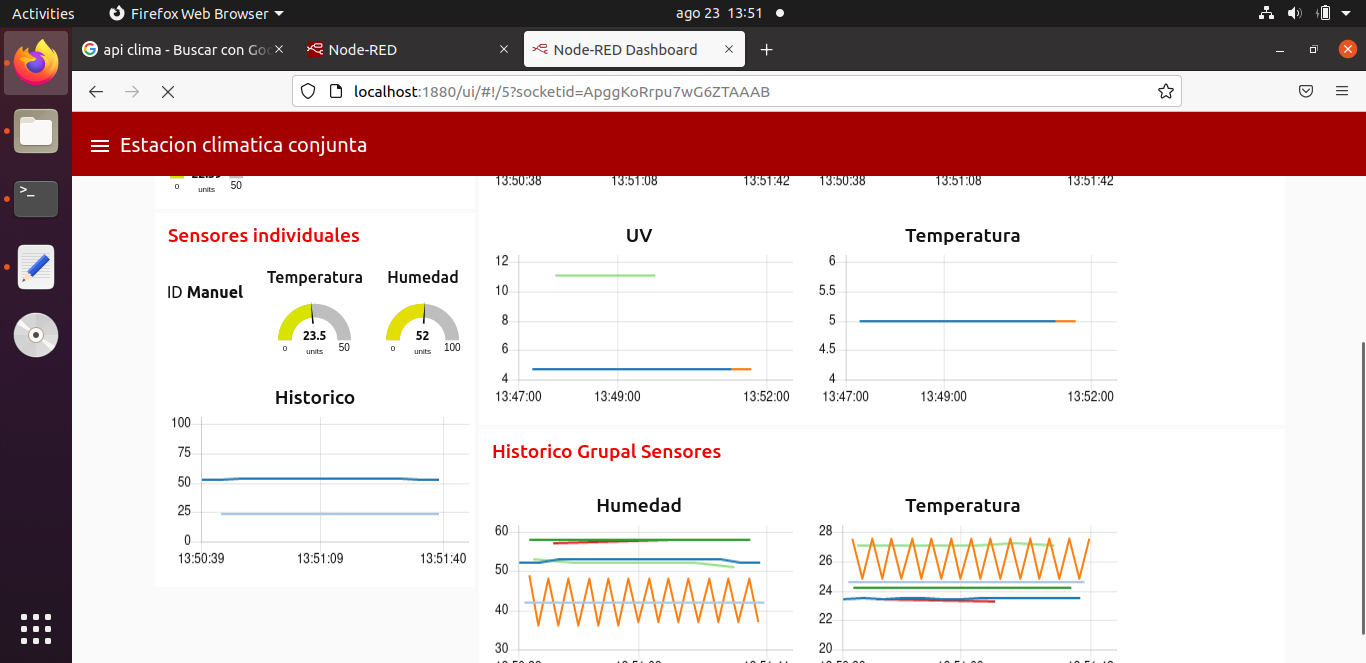 Activities Firefox Web Browser ago 23 13:51
api clima - Buscar con Goo Node-RED Node-RED Dashboard
localhost:1880/ui/#!/5?socketid=ApggKoRrpu7wG6ZTAAAB
Estacion climatica conjunta
0 units 50
13:50:38 13:51:08 13:51:42 13:50:38 13:51:08 13:51:42
Sensores individuales
ID Manuel
Temperatura
23.5
0 units 50
Humedad
52
0 units 100
Historico
100
75
50
25
0
13:50:39 13:51:09 13:51:40
UV
12
10
8
6
4
13:47:00 13:49:00 13:52:00
Temperatura
6
5.5
5
4.5
4
13:47:00 13:49:00 13:52:00
Historico Grupal Sensores
Humedad
60
50
40
30
Temperatura
28
26
24
22
20